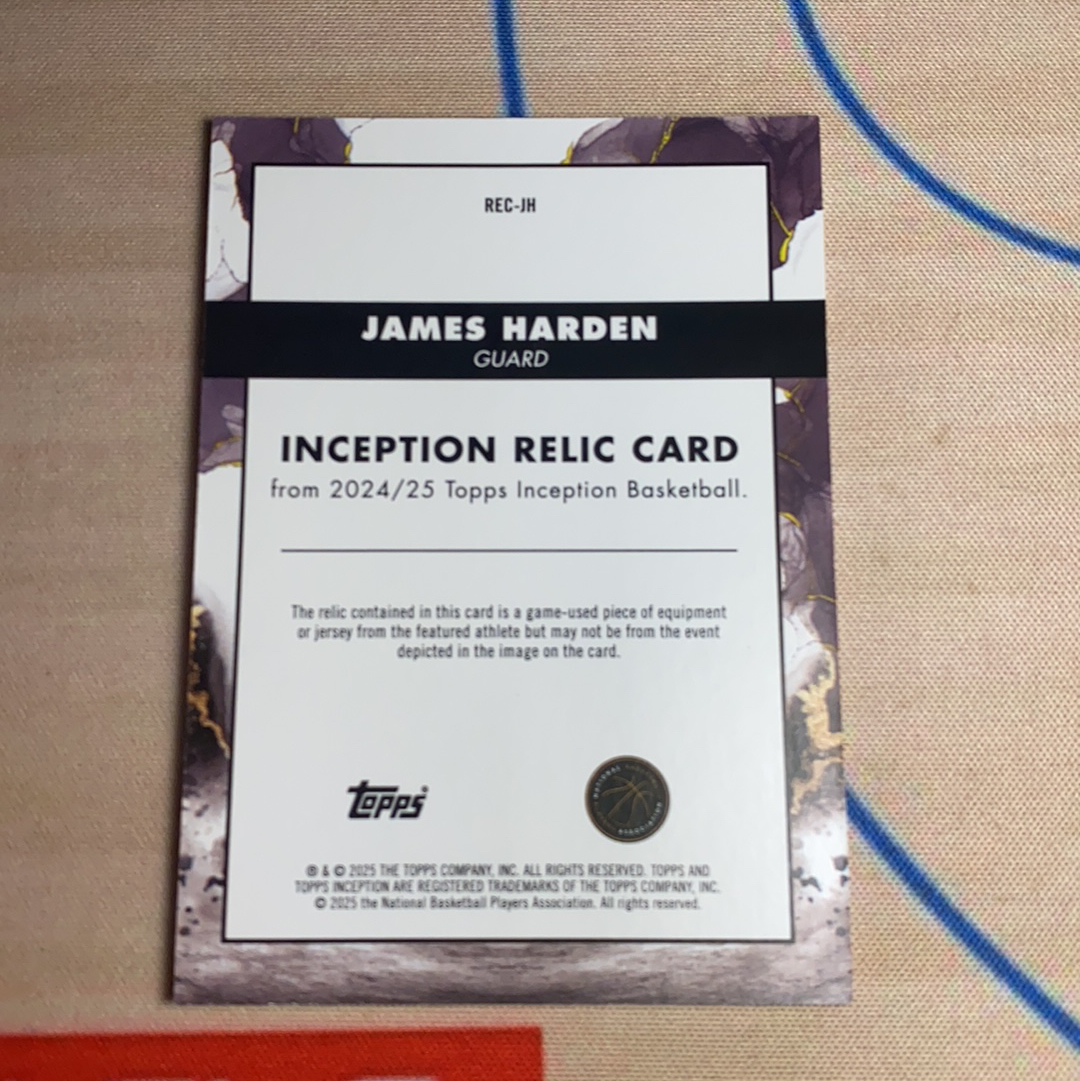 REC-JH
JAMES HARDEN
GUARD
INCEPTION RELIC CARD
from 2024/25 Topps Inception Basketball.
The relic contained in this card is a game-used piece of equipment
or jersey from the featured athlete but may not be from the event
depicted in the image on the card.
Topps®
® & © 2025 THE TOPPS COMPANY, INC. ALL RIGHTS RESERVED. TOPPS AND
TOPPS INCEPTION ARE REGISTERED TRADEMARKS OF THE TOPPS COMPANY, INC.
© 2025 the National Basketball Players Association. All rights reserved.